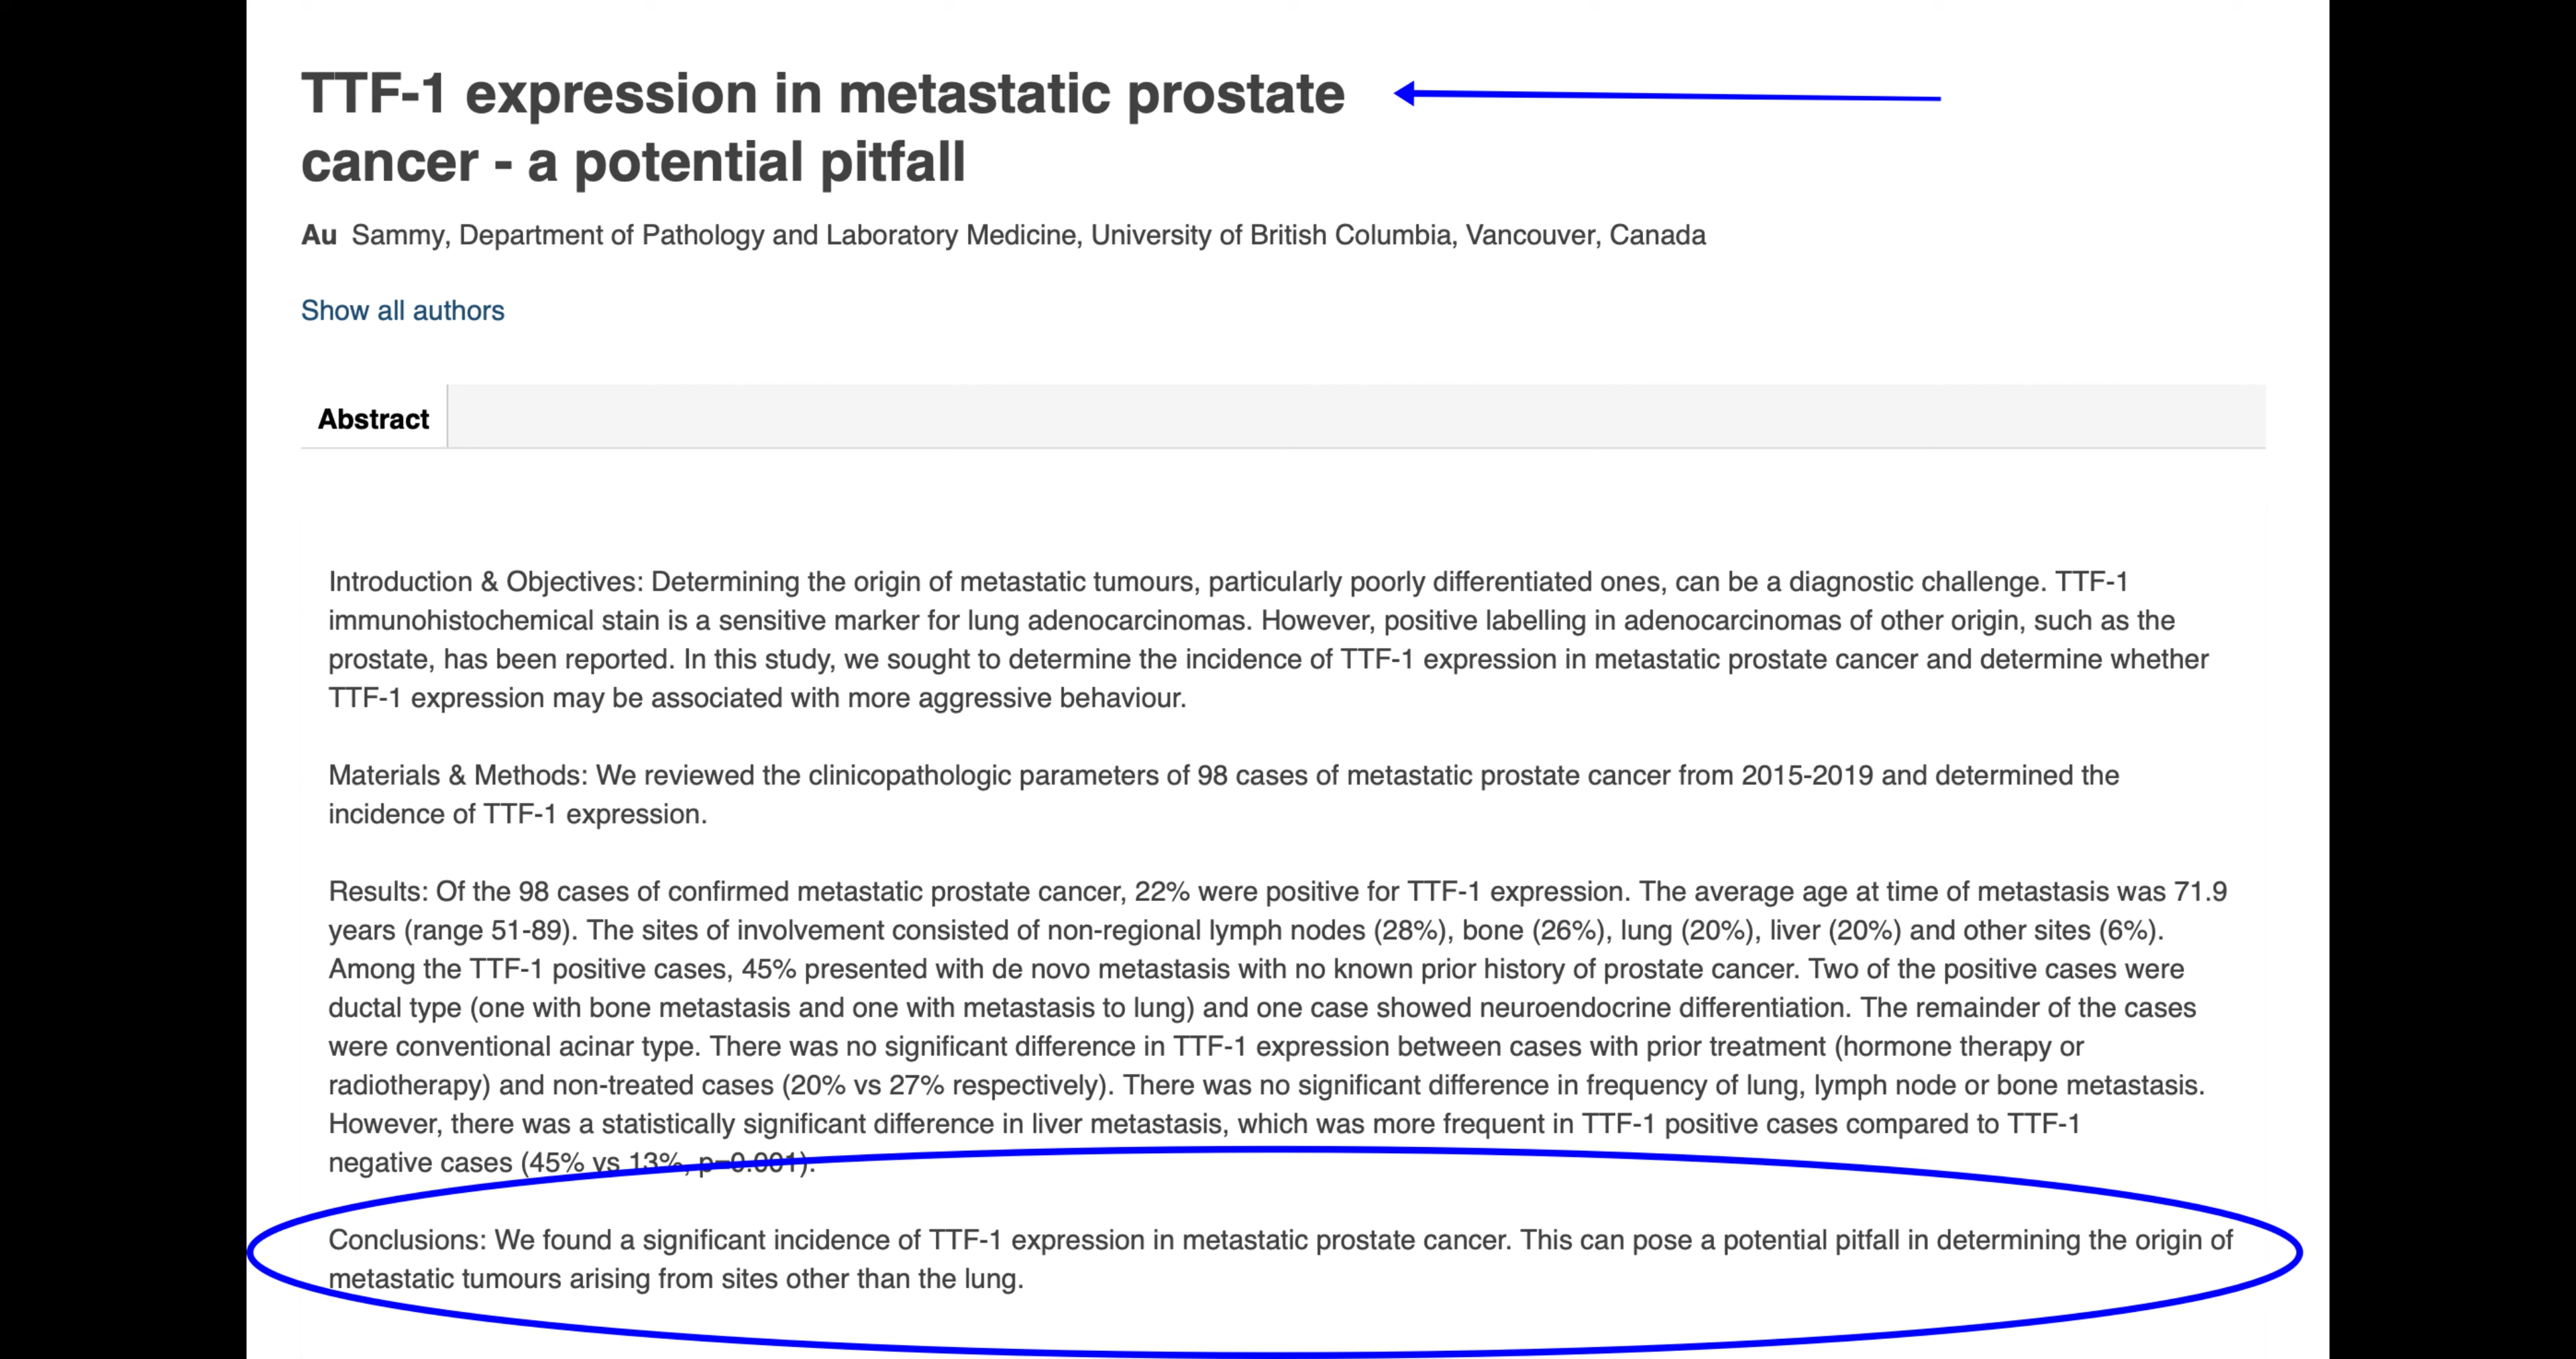 TTF-1 expression in metastatic prostate
cancer - a potential pitfall
Au Sammy, Department of Pathology and Laboratory Medicine, University of British Columbia, Vancouver, Canada
Show all authors
Abstract
Introduction & Objectives: Determining the origin of metastatic tumours, particularly poorly differentiated ones, can be a diagnostic challenge. TTF-1
immunohistochemical stain is a sensitive marker for lung adenocarcinomas. However, positive labelling in adenocarcinomas of other origin, such as the
prostate, has been reported. In this study, we sought to determine the incidence of TTF-1 expression in metastatic prostate cancer and determine whether
TTF-1 expression may be associated with more aggressive behaviour.
Materials & Methods: We reviewed the clinicopathologic parameters of 98 cases of metastatic prostate cancer from 2015-2019 and determined the
incidence of TTF-1 expression.
Results: Of the 98 cases of confirmed metastatic prostate cancer, 22% were positive for TTF-1 expression. The average age at time of metastasis was 71.9
years (range 51-89). The sites of involvement consisted of non-regional lymph nodes (28%), bone (26%), lung (20%), liver (20%) and other sites (6%).
Among the TTF-1 positive cases, 45% presented with de novo metastasis with no known prior history of prostate cancer. Two of the positive cases were
ductal type (one with bone metastasis and one with metastasis to lung) and one case showed neuroendocrine differentiation. The remainder of the cases
were conventional acinar type. There was no significant difference in TTF-1 expression between cases with prior treatment (hormone therapy or
radiotherapy) and non-treated cases (20% vs 27% respectively). There was no significant difference in frequency of lung, lymph node or bone metastasis.
However, there was a statistically significant difference in liver metastasis, which was more frequent in TTF-1 positive cases compared to TTF-1
negative cases (45% vs 13%, p=0.001).
Conclusions: We found a significant incidence of TTF-1 expression in metastatic prostate cancer. This can pose a potential pitfall in determining the origin of
metastatic tumours arising from sites other than the lung.